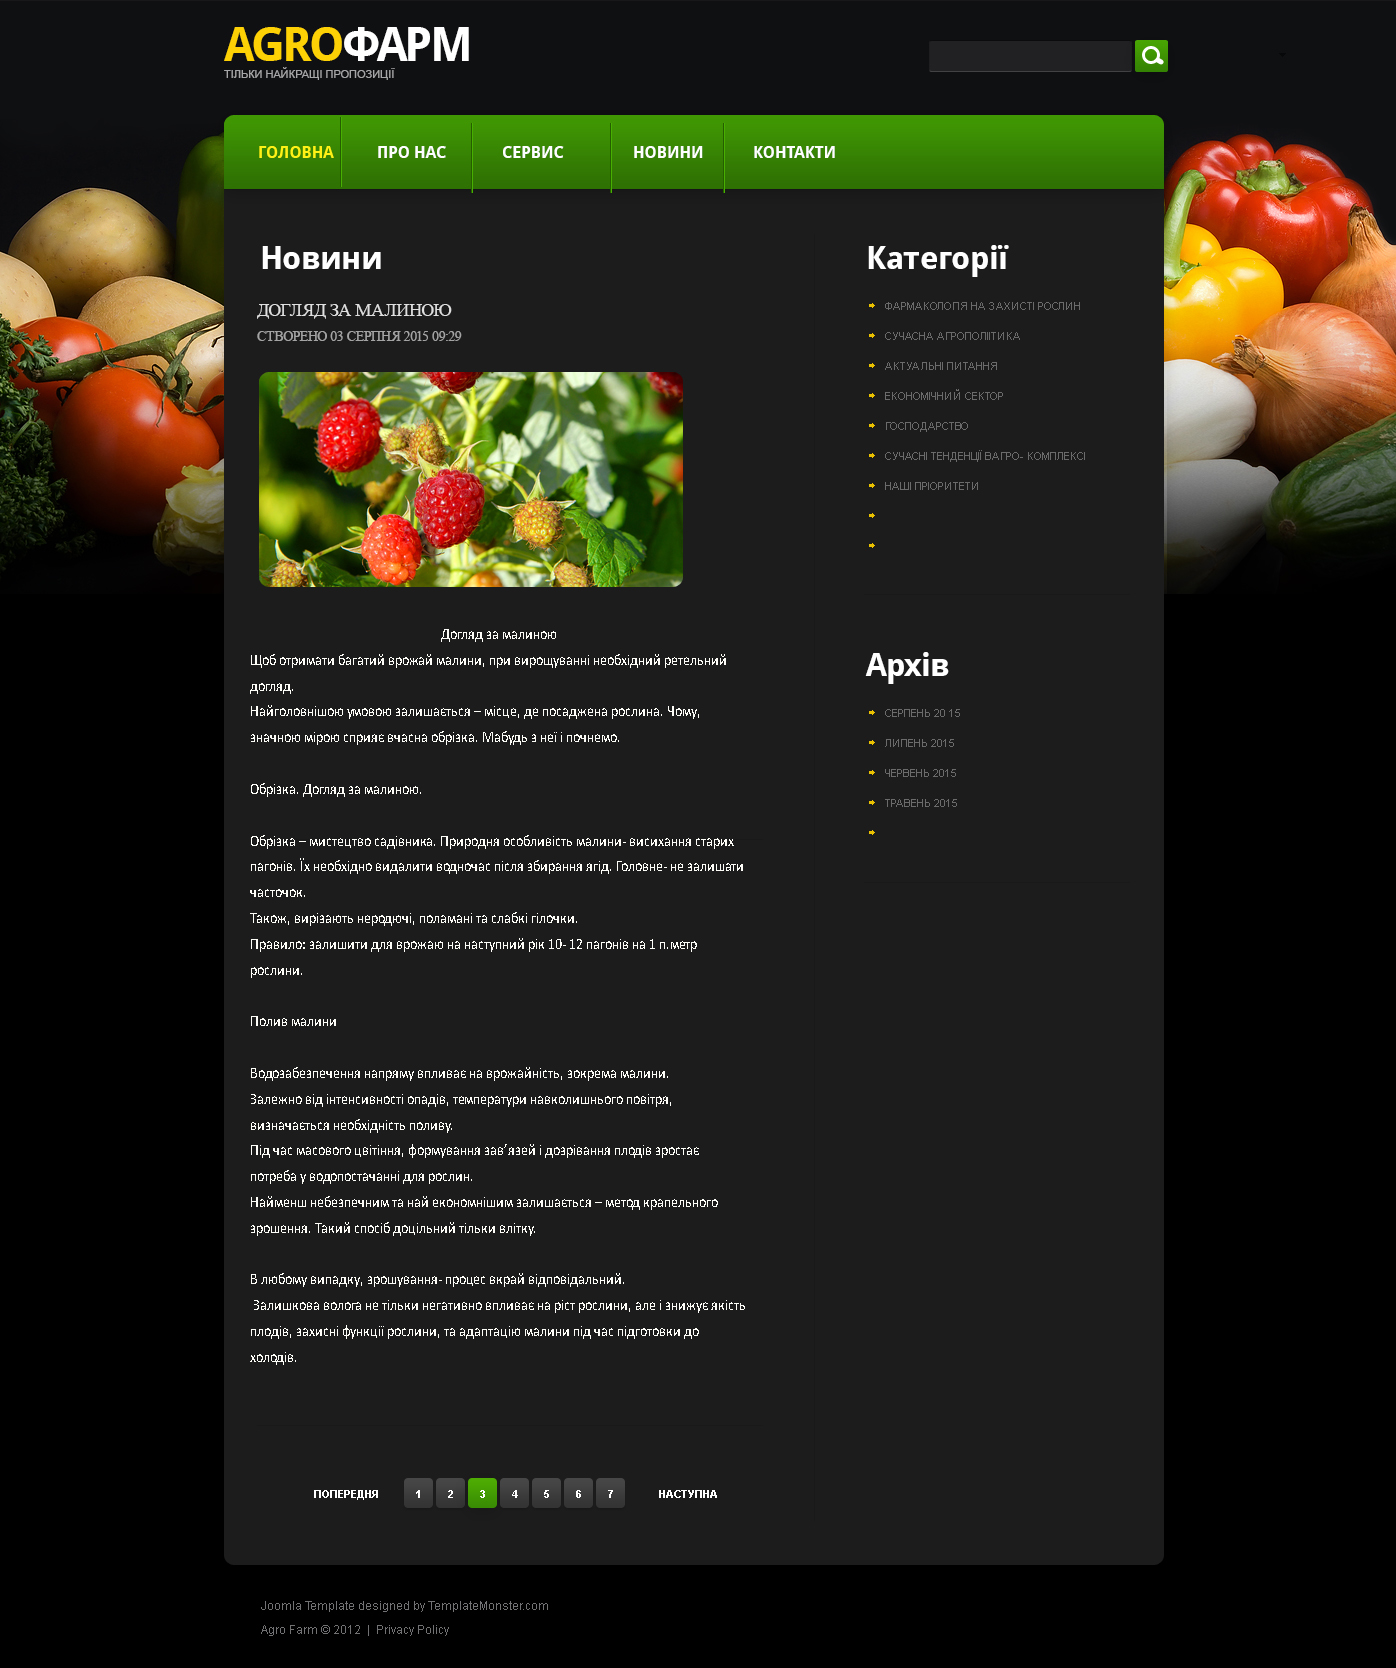 AGROФАРМ
ТІЛЬКИ НАЙКРАЩІ ПРОПОЗИЦІЇ
ГОЛОВНА ПРО НАС СЕРВИС НОВИНИ КОНТАКТИ
Новини
ДОГЛЯД ЗА МАЛИНОЮ
СТВОРЕНО 03 СЕРПНЯ 2015 09:29
Догляд за малиною
Щоб отримати багатий врожай малини, при вирощуванні необхідний ретельний
догляд.
Найголовнішою умовою залишається – місце, де посаджена рослина. Чому,
значною мірою сприяє вчасна обрізка. Мабудь з неї і почнемо.
Обрізка. Догляд за малиною.
Обрізка – мистецтво садівника. Природня особливість малини- висихання старих
пагонів. Їх необхідно видалити водночас після збирання ягід. Головне- не залишати
часточок.
Також, вирізають неродючі, поламані та слабкі гілочки.
Правило: залишити для врожаю на наступний рік 10- 12 пагонів на 1 п.метр
рослини.
Полив малини
Водозабезпечення напряму впливає на врожайність, зокрема малини.
Залежно від інтенсивності опадів, температури навколишнього повітря,
визначається необхідність поливу.
Під час масового цвітіння, формування зав’язей і дозрівання плодів зростає
потреба у водопостачанні для рослин.
Найменш небезпечним та най економнішим залишається – метод крапельного
зрошення. Такий спосіб доцільний тільки влітку.
В любому випадку, зрошування- процес вкрай відповідальний.
Залишкова волога не тільки негативно впливає на ріст рослини, але і знижує якість
плодів, захисні функції рослини, та адаптацію малини під час підготовки до
холодів.
ПОПЕРЕДНЯ 1 2 3 4 5 6 7 НАСТУПНА
Категорії
ФАРМАКОЛОГІЯ НА ЗАХИСТІ РОСЛИН
СУЧАСНА АГРОПОЛІІТИКА
АКТУАЛЬНІ ПИТАННЯ
ЕКОНОМІЧНИЙ СЕКТОР
ГОСПОДАРСТВО
СУЧАСНІ ТЕНДЕНЦІЇ В АГРО- КОМПЛЕКСІ
НАШІ ПРІОРИТЕТИ
Архів
СЕРПЕНЬ 20 15
ЛИПЕНЬ 2015
ЧЕРВЕНЬ 2015
ТРАВЕНЬ 2015
Joomla Template designed by TemplateMonster.com
Agro Farm © 2012 | Privacy Policy